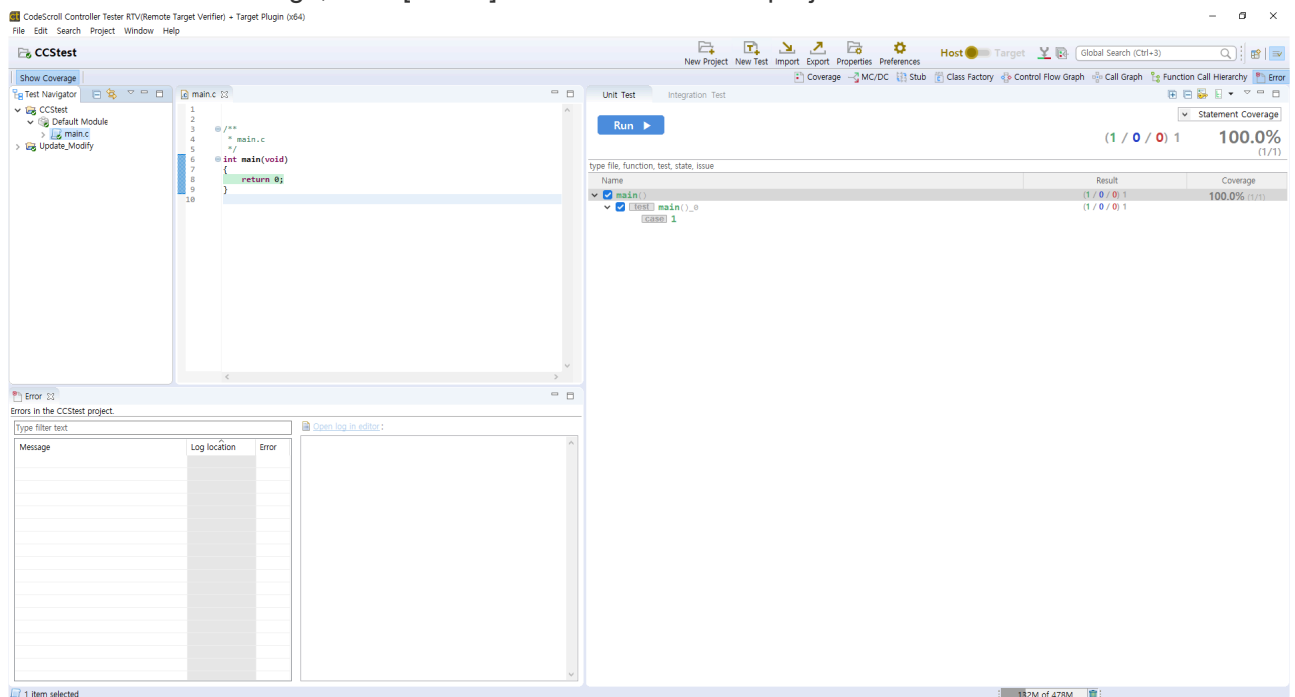 CodeScroll Controller Tester RTV(Remote Target Verifier) + Target Plugin (x64)
File Edit Search Project Window Help
CCStest
New Project New Test Import Export Properties Preferences
Host Target
Global Search (Ctrl+3)
Show Coverage
Coverage MC/DC Stub Class Factory Control Flow Graph Call Graph Function Call Hierarchy Error
Test Navigator
CCStest
Default Module
main.c
Update_Modify
main.c
1
2
3 /**
4 * main.c
5 */
6 int main(void)
7 {
8 return 0;
9 }
10
Unit Test Integration Test
Run
Statement Coverage
(1 / 0 / 0) 1 100.0%
(1/1)
type file, function, test, state, issue
Name Result Coverage
main() (1 / 0 / 0) 1 100.0% (1/1)
test main()_0 (1 / 0 / 0) 1
case 1
Error
Errors in the CCStest project.
Type filter text
Open log in editor:
Message Log location Error
1 item selected
132M of 478M